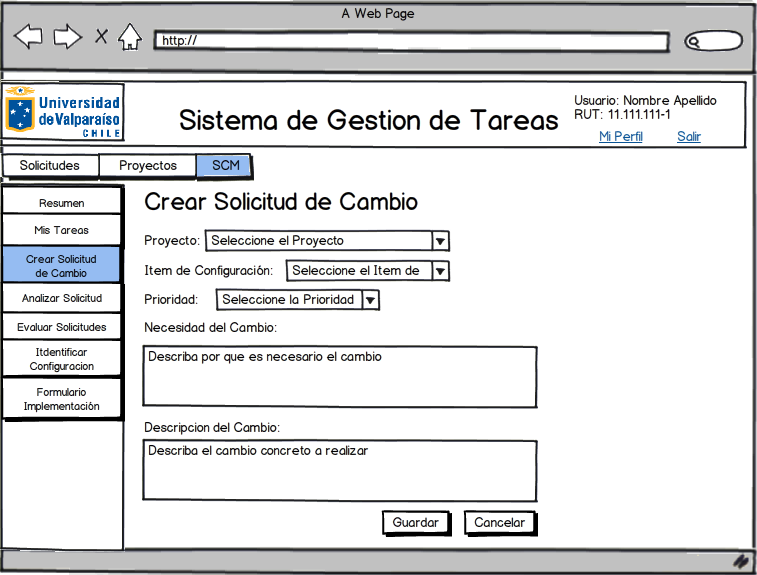 A Web Page
http://
Universidad
de Valparaíso
CHILE
Sistema de Gestion de Tareas
Usuario: Nombre Apellido
RUT: 11.111.111-1
Mi Perfil Salir
Solicitudes Proyectos SCM
Resumen
Mis Tareas
Crear Solicitud
de Cambio
Analizar Solicitud
Evaluar Solicitudes
Itdentificar
Configuracion
Formulario
Implementación
Crear Solicitud de Cambio
Proyecto: Seleccione el Proyecto
Item de Configuración: Seleccione el Item de
Prioridad: Seleccione la Prioridad
Necesidad del Cambio:
Describa por que es necesario el cambio
Descripcion del Cambio:
Describa el cambio concreto a realizar
Guardar Cancelar